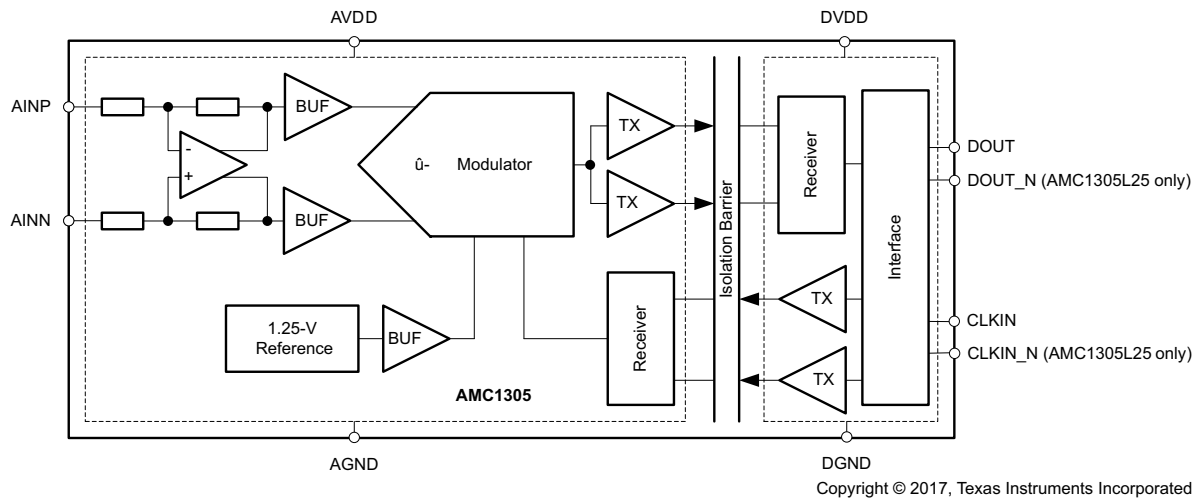 AVDD
DVDD
AINP
BUF
-
+
AINN
BUF
û- Modulator
TX
TX
Isolation Barrier
Receiver
Interface
DOUT
DOUT_N (AMC1305L25 only)
1.25-V
Reference
BUF
Receiver
TX
TX
CLKIN
CLKIN_N (AMC1305L25 only)
AMC1305
AGND
DGND
Copyright © 2017, Texas Instruments Incorporated